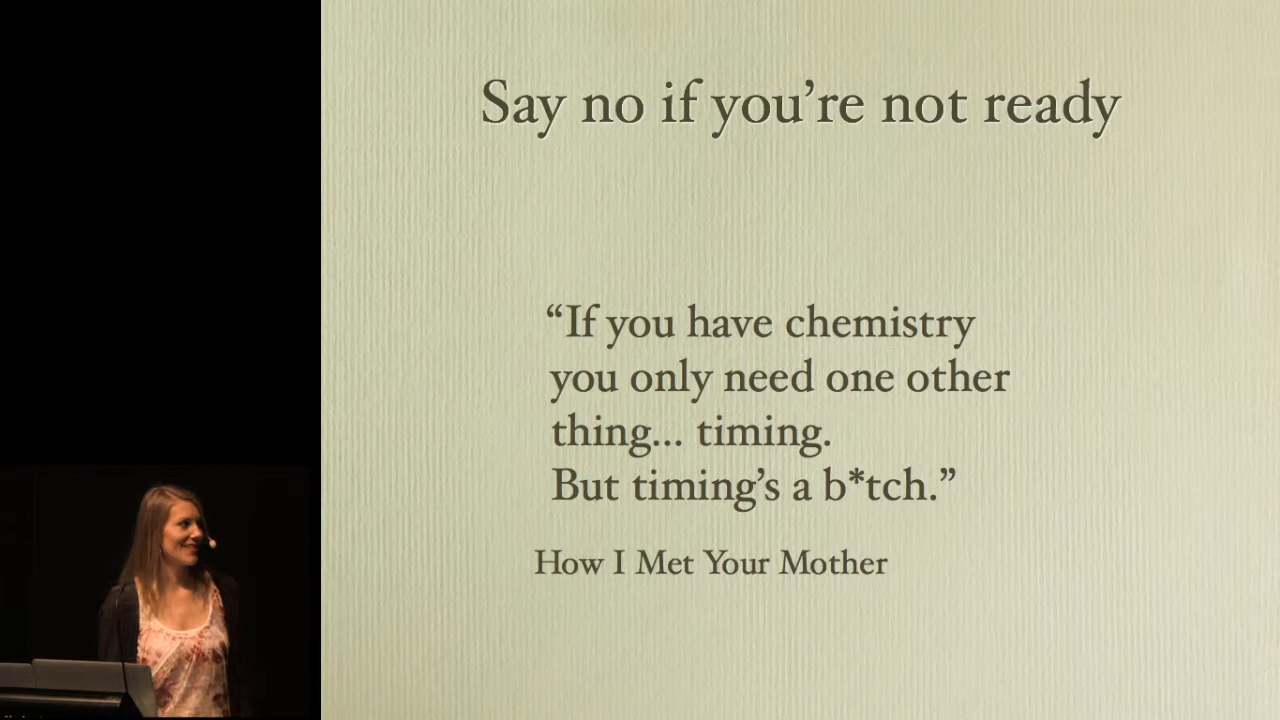 Say no if you’re not ready
“If you have chemistry
you only need one other
thing... timing.
But timing’s a b*tch.”
How I Met Your Mother